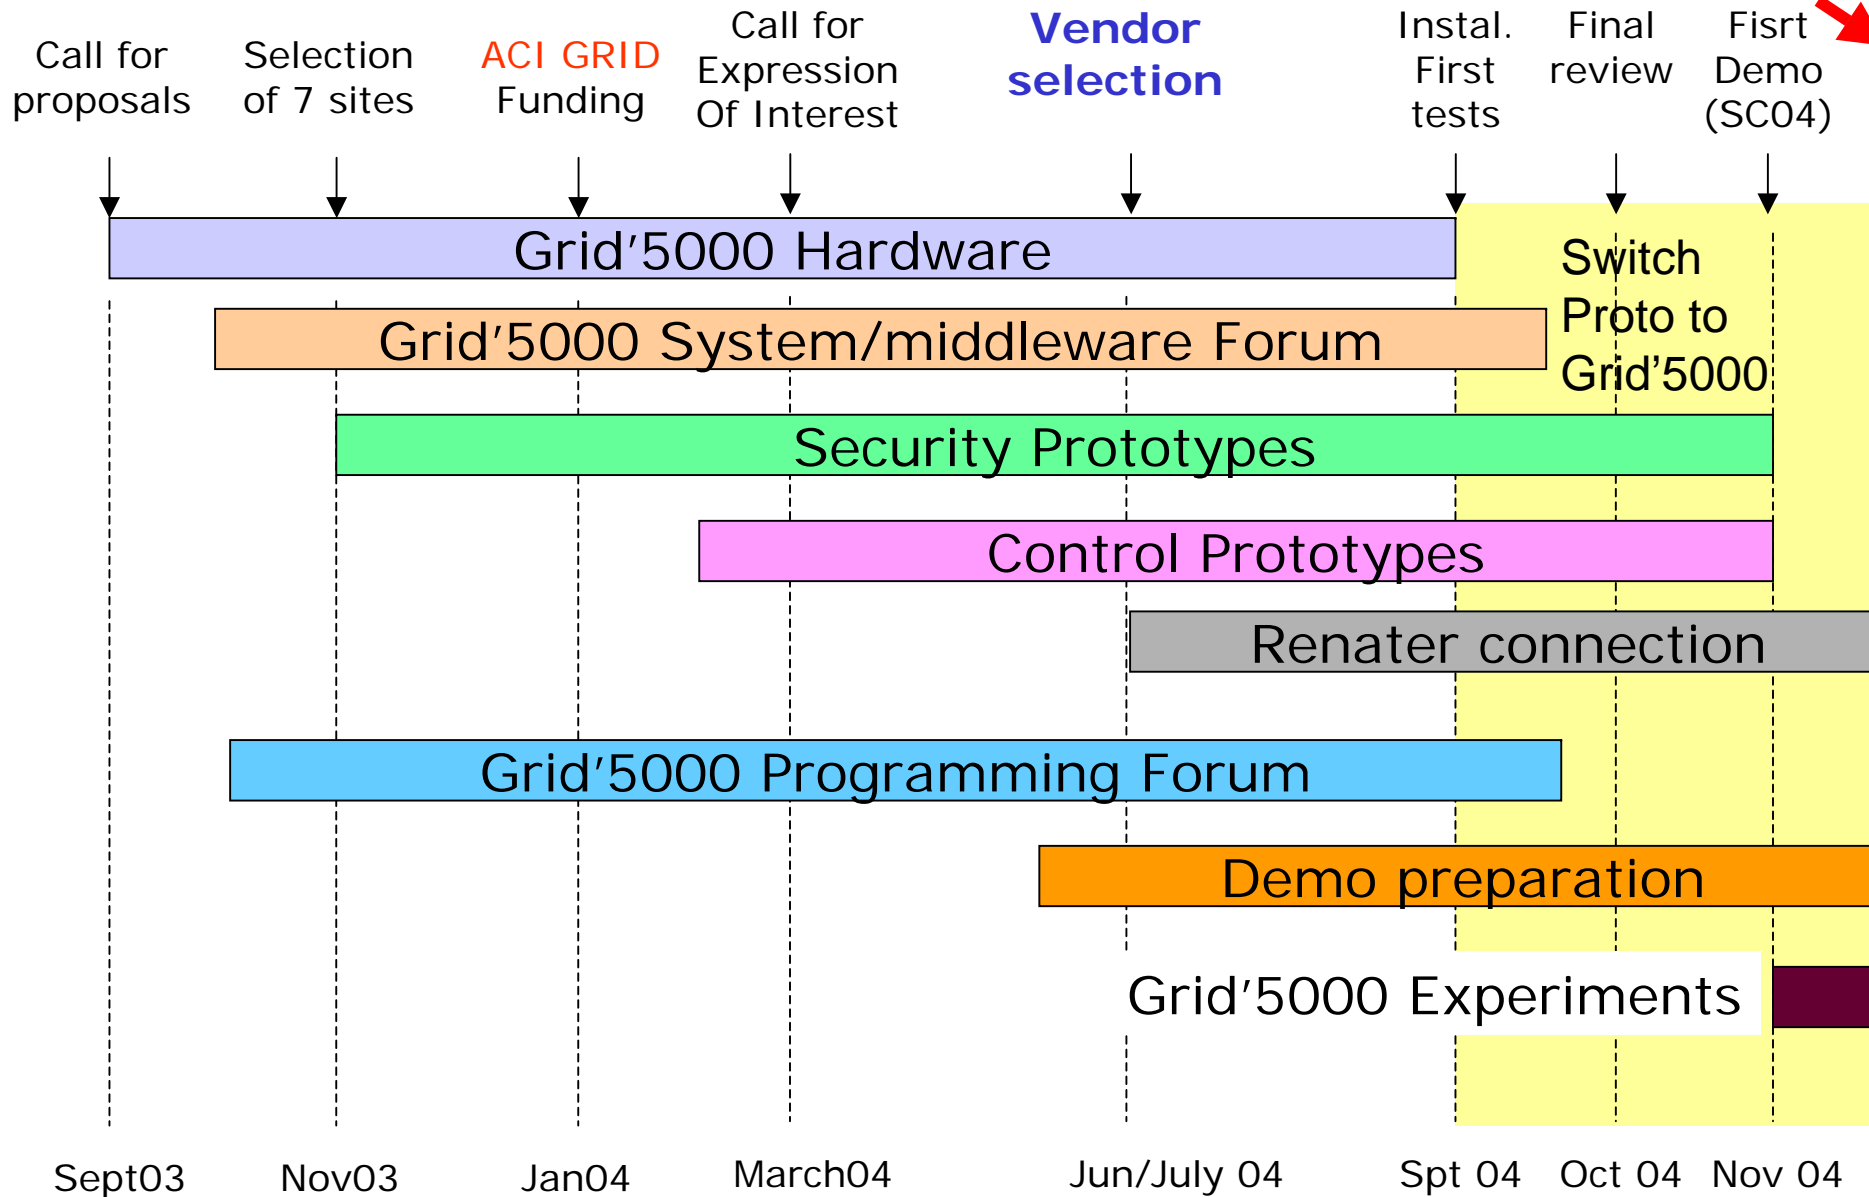 Call for
proposals
Selection
of 7 sites
ACI GRID
Funding
Call for
Expression
Of Interest
Vendor
selection
Instal.
First
tests
Final
review
Fisrt
Demo
(SC04)
Grid'5000 Hardware
Switch
Proto to
Grid'5000
Grid'5000 System/middleware Forum
Security Prototypes
Control Prototypes
Renater connection
Grid'5000 Programming Forum
Demo preparation
Grid'5000 Experiments
Sept03
Nov03
Jan04
March04
Jun/July 04
Spt 04
Oct 04
Nov 04